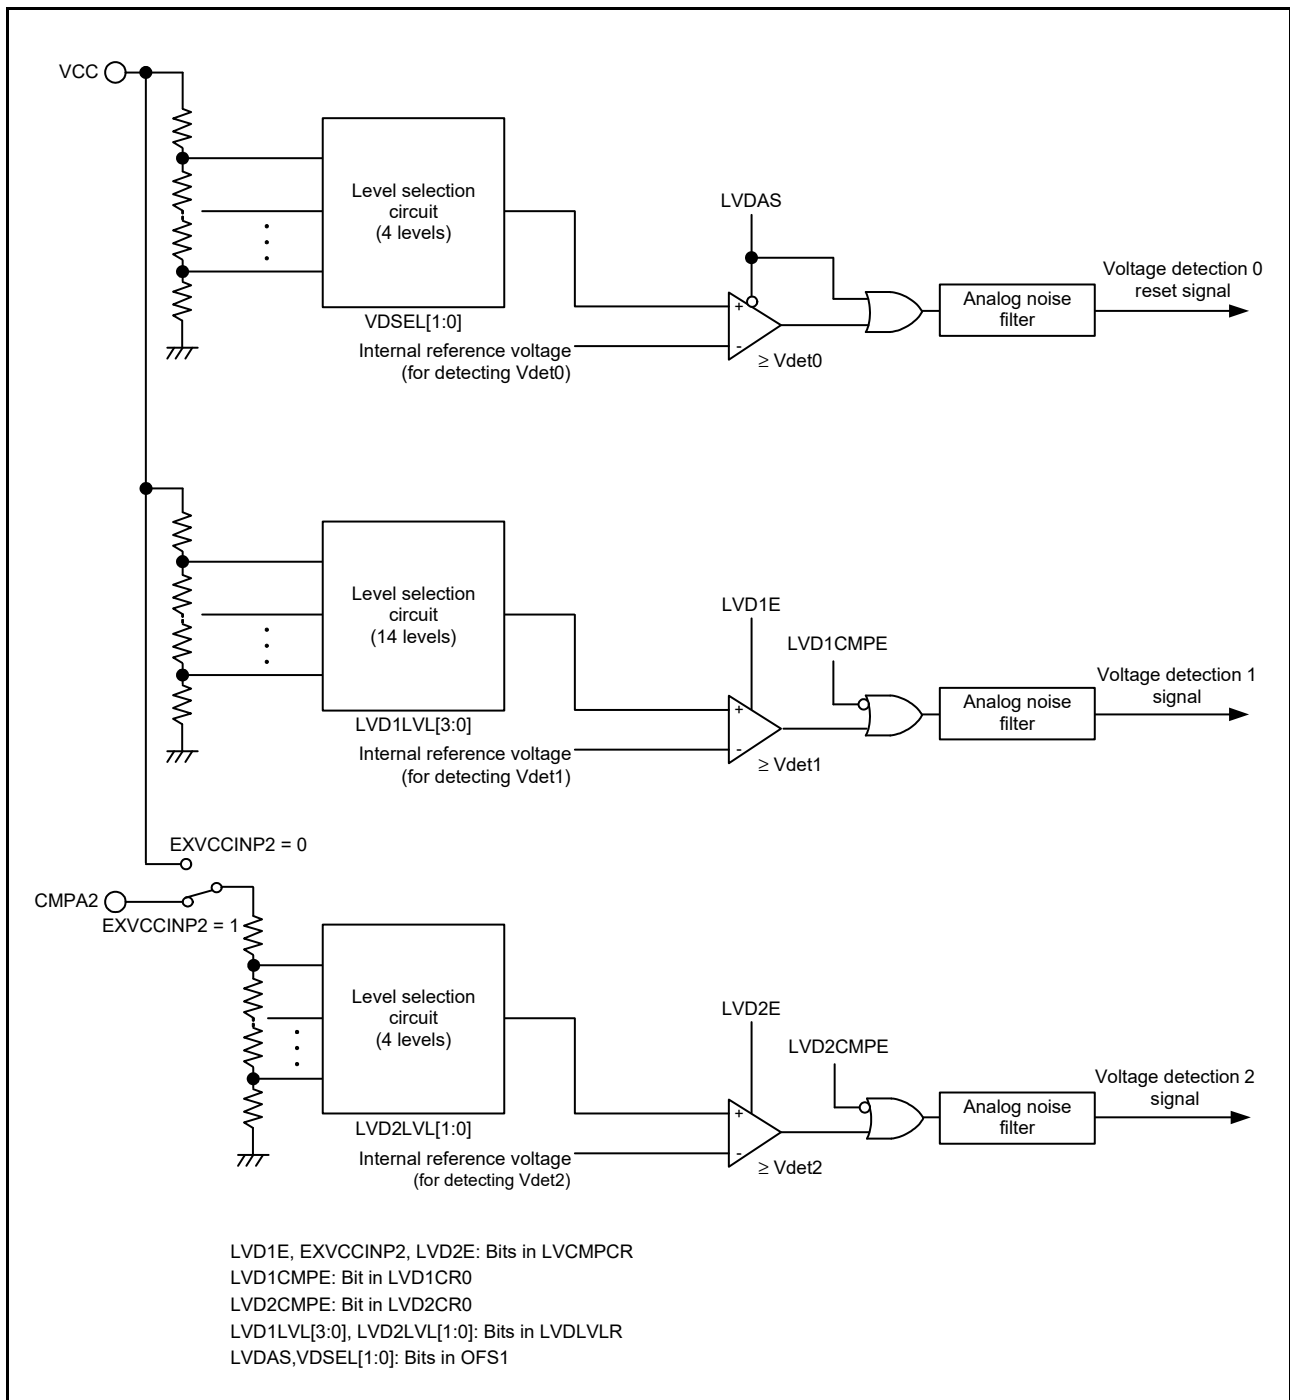 VCC
Level selection
circuit
(4 levels)
VDSEL[1:0]
LVDAS
+
-
Internal reference voltage
(for detecting Vdet0)
≥ Vdet0
Analog noise
filter
Voltage detection 0
reset signal
Level selection
circuit
(14 levels)
LVD1LVL[3:0]
LVD1E
LVD1CMPE
+
-
Internal reference voltage
(for detecting Vdet1)
≥ Vdet1
Analog noise
filter
Voltage detection 1
signal
EXVCCINP2 = 0
CMPA2
EXVCCINP2 = 1
Level selection
circuit
(4 levels)
LVD2LVL[1:0]
LVD2E
LVD2CMPE
+
-
Internal reference voltage
(for detecting Vdet2)
≥ Vdet2
Analog noise
filter
Voltage detection 2
signal
LVD1E, EXVCCINP2, LVD2E: Bits in LVCMPCR
LVD1CMPE: Bit in LVD1CR0
LVD2CMPE: Bit in LVD2CR0
LVD1LVL[3:0], LVD2LVL[1:0]: Bits in LVDLVLR
LVDAS,VDSEL[1:0]: Bits in OFS1